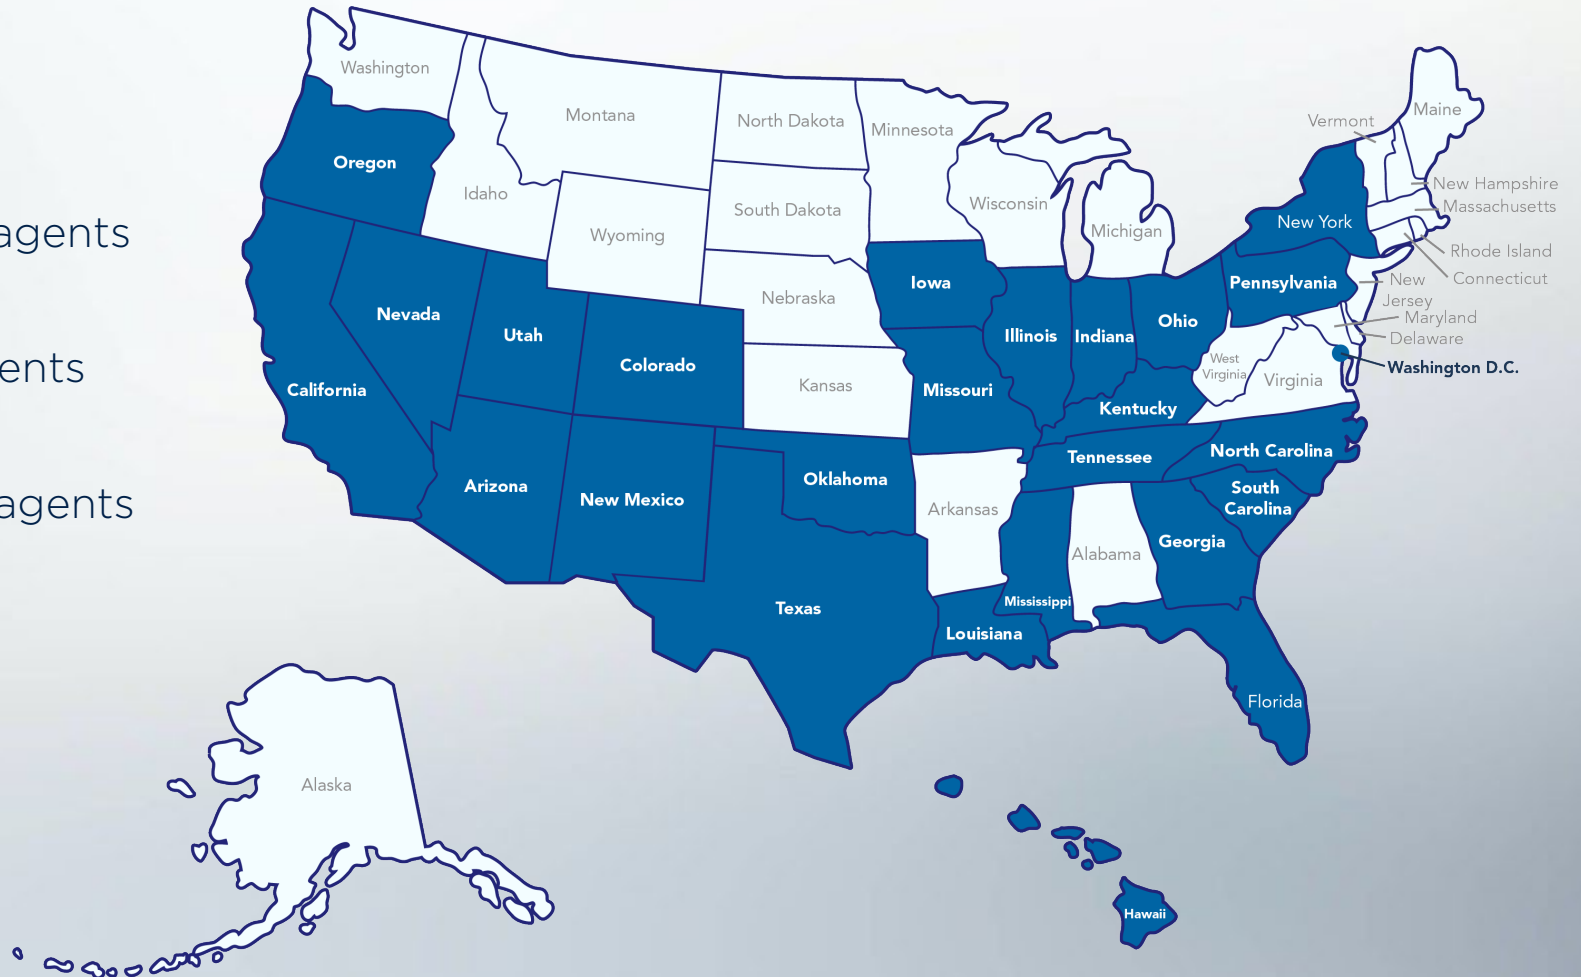 agents
ents
agents
Washington
Oregon
Idaho
Montana
Wyoming
North Dakota
South Dakota
Nebraska
Kansas
Minnesota
Wisconsin
Michigan
Iowa
Illinois
Indiana
Ohio
Missouri
Kentucky
Nevada
Utah
Colorado
California
Arizona
New Mexico
Oklahoma
Texas
Arkansas
Louisiana
Mississippi
Alabama
Tennessee
Georgia
Florida
North Carolina
South
Carolina
West
Virginia
Virginia
Pennsylvania
New York
Vermont
Maine
New Hampshire
Massachusetts
Rhode Island
Connecticut
New
Jersey
Maryland
Delaware
Washington D.C.
Alaska
Hawaii